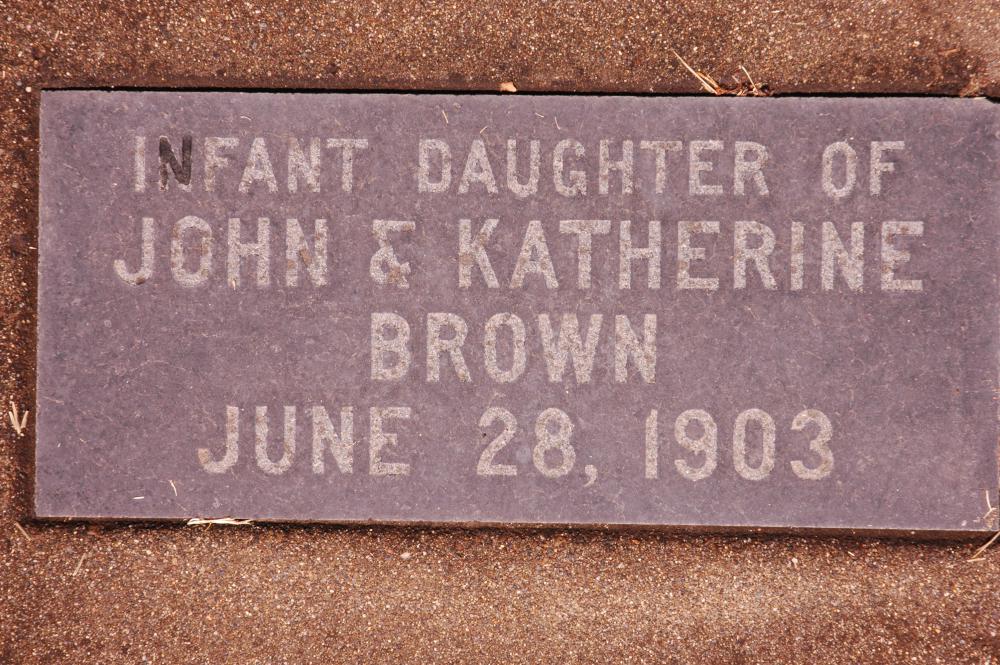 INFANT DAUGHTER OF
JOHN & KATHERINE
BROWN
JUNE 28, 1903